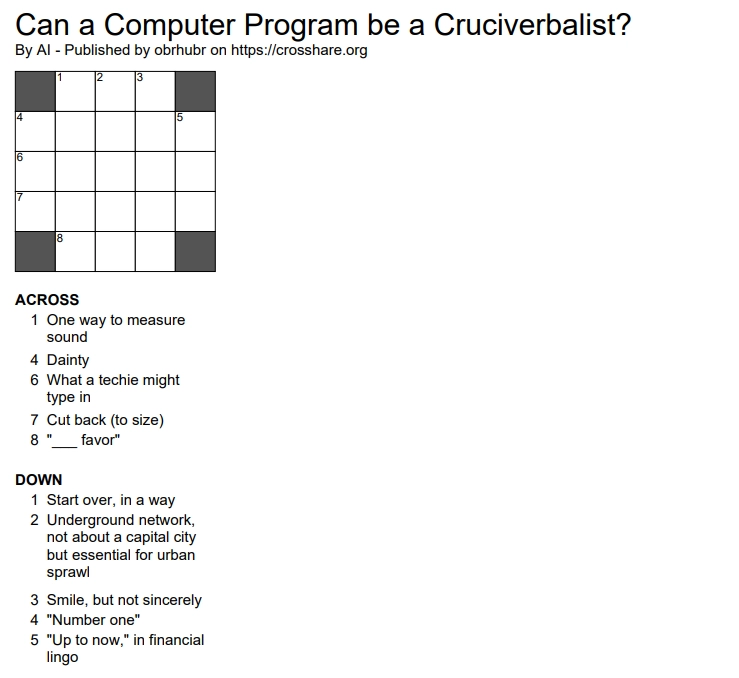 Can a Computer Program be a Cruciverbalist?
By AI - Published by obrhubr on https://crosshare.org
1 2 3
4 5
6
7
8
ACROSS
1 One way to measure
sound
4 Dainty
6 What a techie might
type in
7 Cut back (to size)
8 "___ favor"
DOWN
1 Start over, in a way
2 Underground network,
not about a capital city
but essential for urban
sprawl
3 Smile, but not sincerely
4 "Number one"
5 "Up to now," in financial
lingo